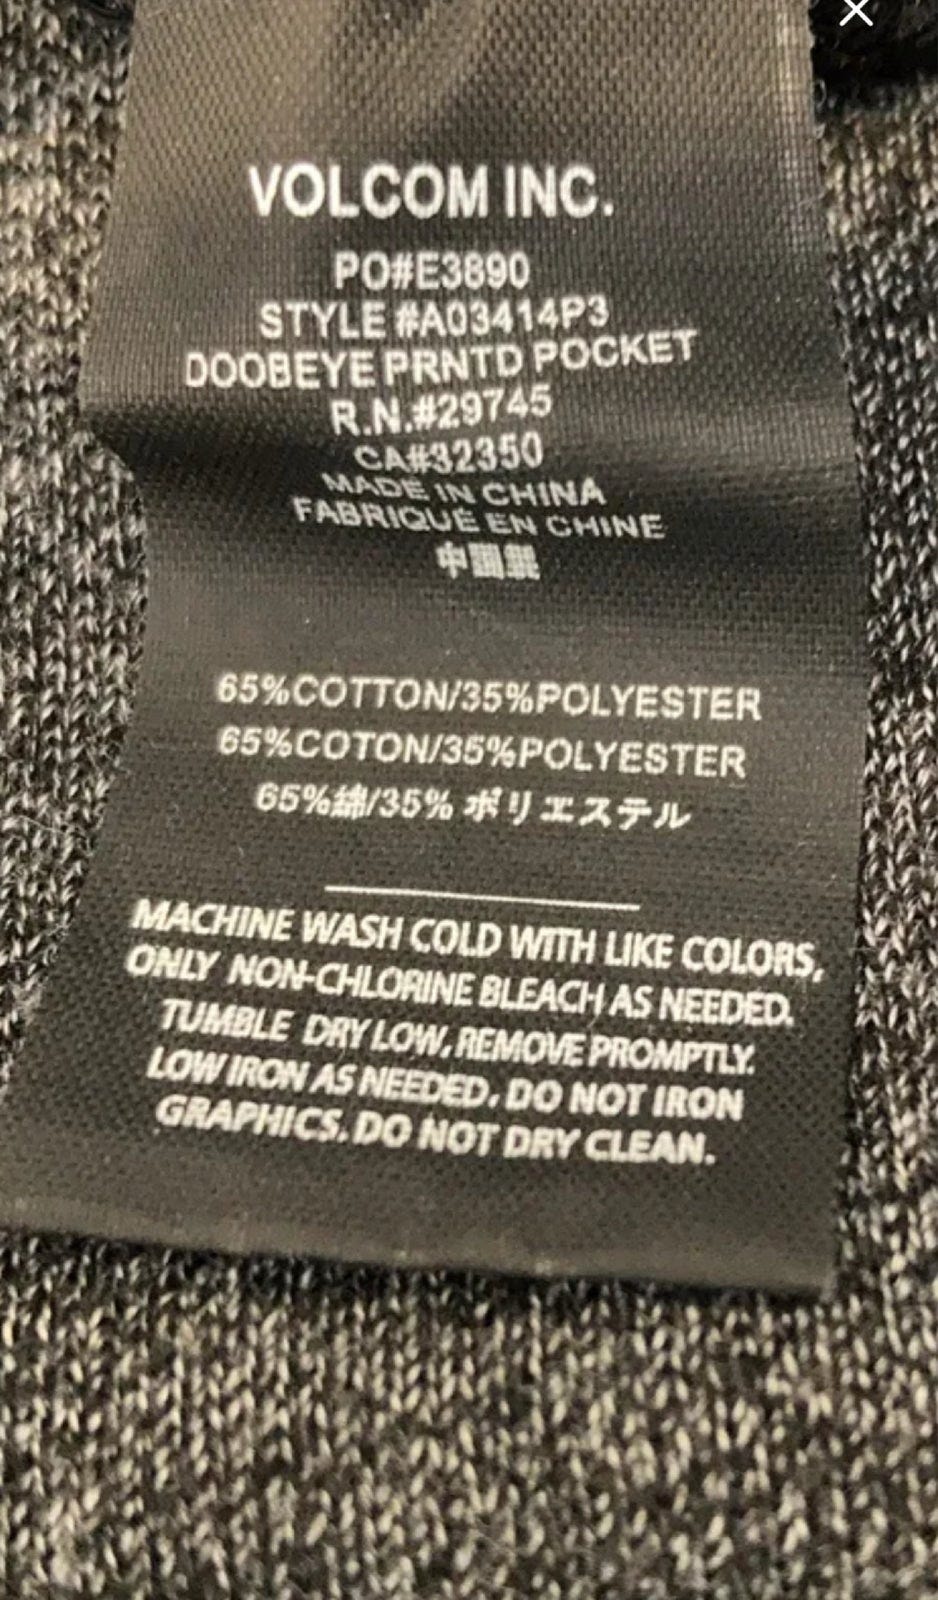 VOLCOM INC.
PO#E3890
STYLE #A03414P3
DOOBEYE PRNTD POCKET
R.N.#29745
CA#32350
MADE IN CHINA
FABRIQUÉ EN CHINE
中国製
65%COTTON/35%POLYESTER
65%COTON/35%POLYESTER
65%綿/35% ポリエステル
MACHINE WASH COLD WITH LIKE COLORS,
ONLY NON-CHLORINE BLEACH AS NEEDED.
TUMBLE DRY LOW, REMOVE PROMPTLY.
LOW IRON AS NEEDED. DO NOT IRON
GRAPHICS. DO NOT DRY CLEAN.